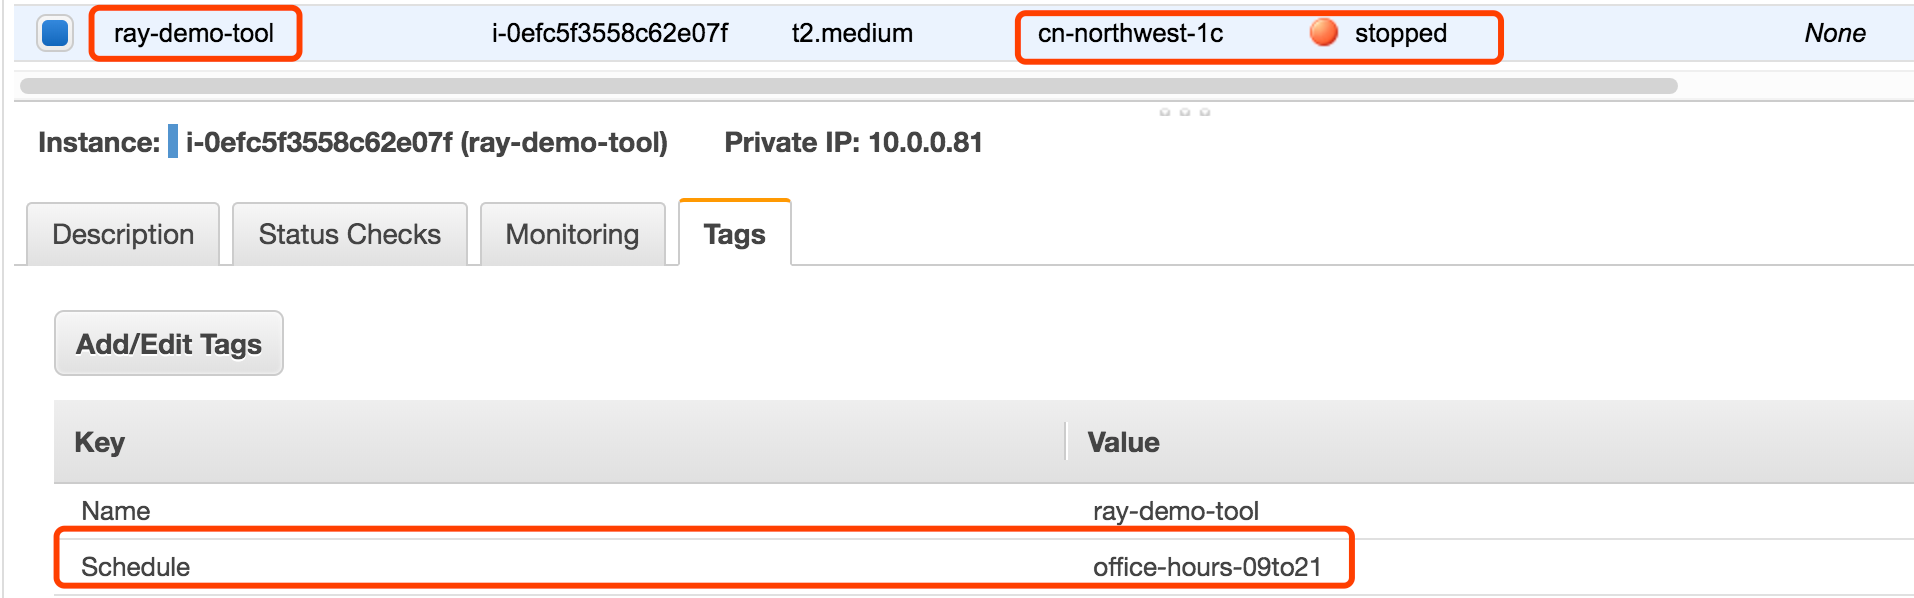 ray-demo-tool i-0efc5f3558c62e07f t2.medium cn-northwest-1c stopped None
Instance: i-0efc5f3558c62e07f (ray-demo-tool) Private IP: 10.0.0.81
Description Status Checks Monitoring Tags
Add/Edit Tags
Key Value
Name ray-demo-tool
Schedule office-hours-09to21